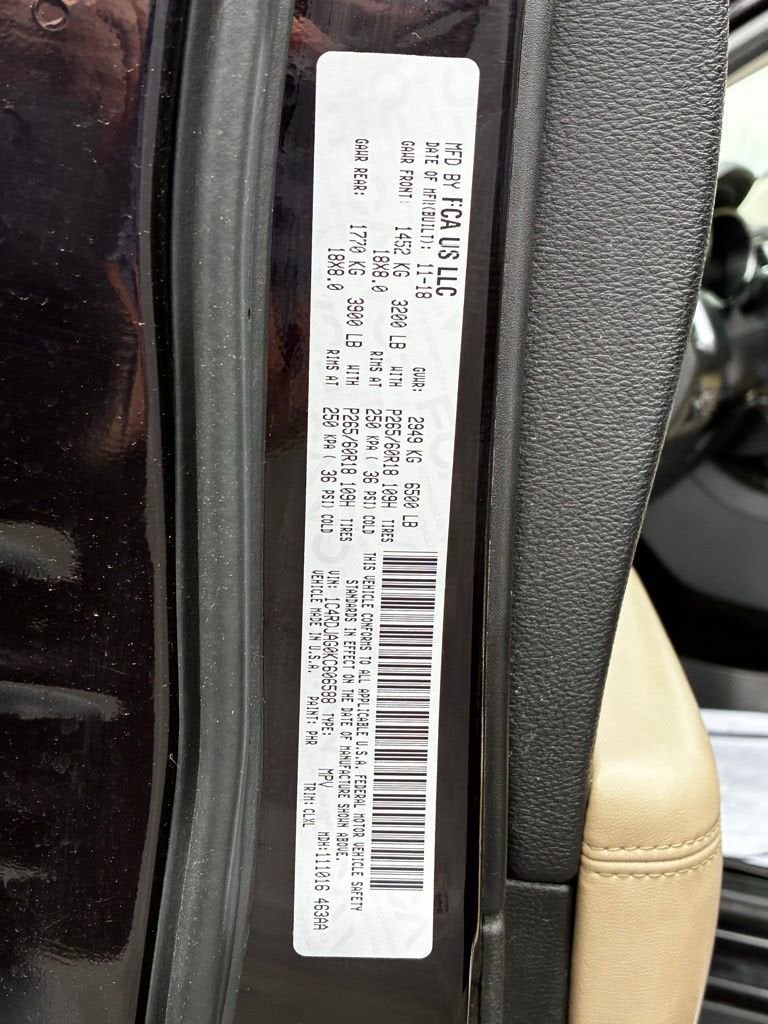 MFD BY FCA US LLC
DATE OF MFR(BUILT): 11-18 GVWR: 2949 KG 6500 LB
GAWR FRONT: 1452 KG 3200 LB WITH P265/60R18 109H TIRES
18X8.0 RIMS AT 250 KPA ( 36 PSI) COLD
GAWR REAR: 1770 KG 3900 LB WITH P265/60R18 109H TIRES
18X8.0 RIMS AT 250 KPA ( 36 PSI) COLD
THIS VEHICLE CONFORMS TO ALL APPLICABLE U.S.A. FEDERAL MOTOR VEHICLE SAFETY
STANDARDS IN EFFECT ON THE DATE OF MANUFACTURE SHOWN ABOVE.
VIN: 1C4RDJAG0KC606588 TYPE: MPV MDH:111016 463AA
VEHICLE MADE IN U.S.A. PAINT: PHR TRIM: CLXL